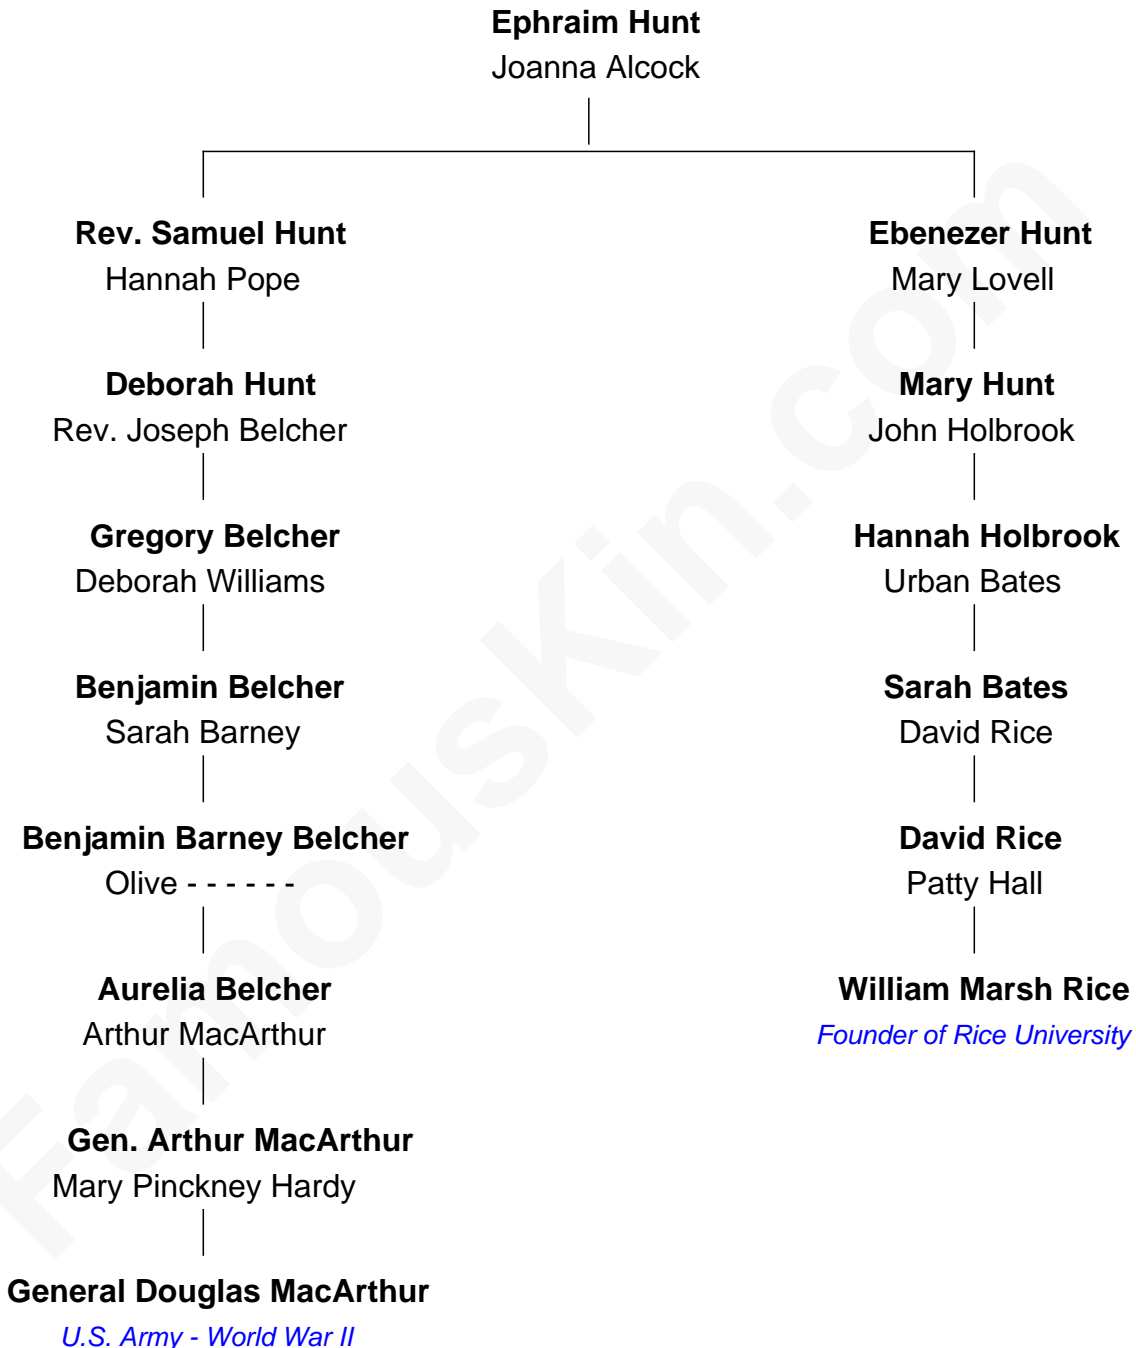 Ephraim Hunt
Joanna Alcock
Rev. Samuel Hunt
Hannah Pope
Deborah Hunt
Rev. Joseph Belcher
Gregory Belcher
Deborah Williams
Benjamin Belcher
Sarah Barney
Benjamin Barney Belcher
Olive - - - - - -
Aurelia Belcher
Arthur MacArthur
Gen. Arthur MacArthur
Mary Pinckney Hardy
General Douglas MacArthur
U.S. Army - World War II
Ebenezer Hunt
Mary Lovell
Mary Hunt
John Holbrook
Hannah Holbrook
Urban Bates
Sarah Bates
David Rice
David Rice
Patty Hall
William Marsh Rice
Founder of Rice University
FamousKin.com